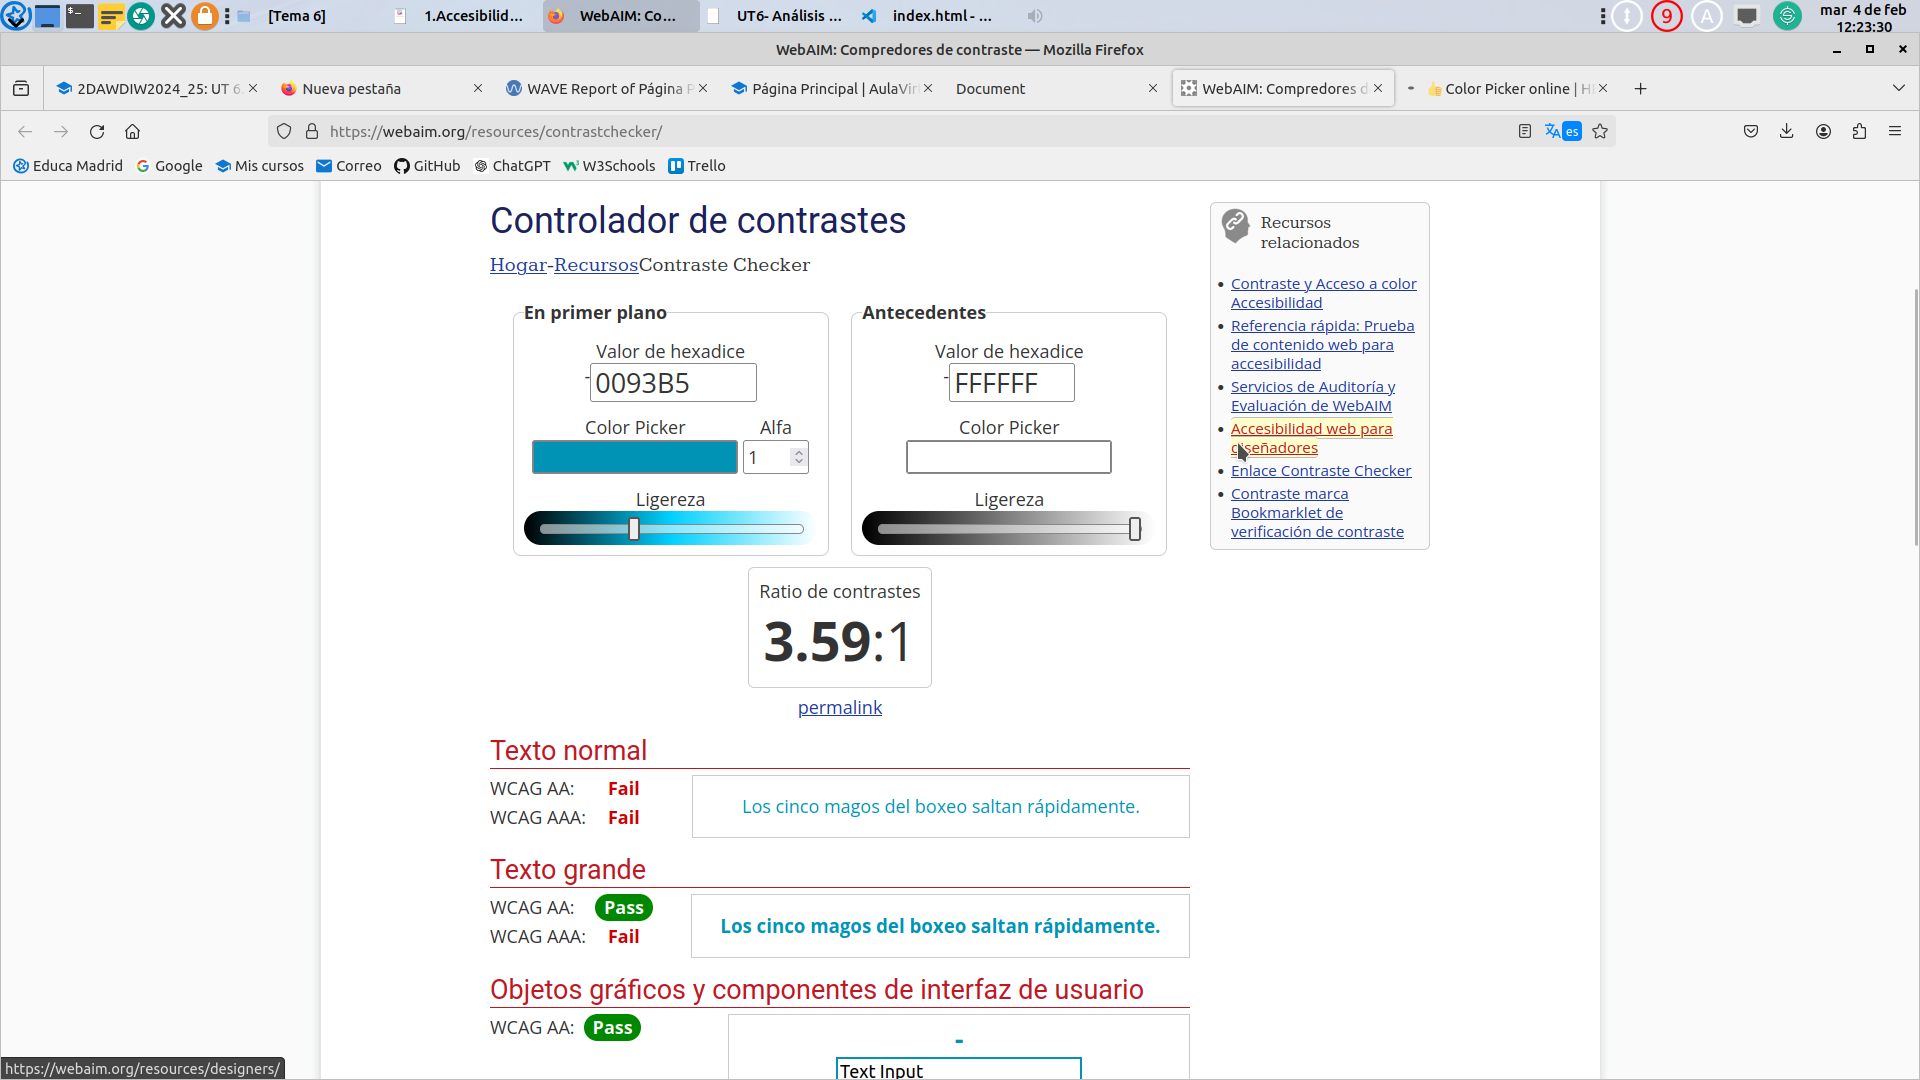 [Tema 6]
1.Accesibilid...
WebAIM: Co...
UT6- Análisis ...
index.html - ...
9
A
mar 4 de feb
12:23:30
WebAIM: Compredores de contraste — Mozilla Firefox
2DAWDIW2024_25: UT 6
Nueva pestaña
WAVE Report of Página P
Página Principal | AulaVir
Document
WebAIM: Compredores d
Color Picker online | H
https://webaim.org/resources/contrastchecker/
es
Educa Madrid
Google
Mis cursos
Correo
GitHub
ChatGPT
W3Schools
Trello
Controlador de contrastes
Hogar-RecursosContraste Checker
En primer plano
Valor de hexadice
-0093B5
Color Picker
Alfa
1
Ligereza
Antecedentes
Valor de hexadice
-FFFFFF
Color Picker
Ligereza
Ratio de contrastes
3.59:1
permalink
Texto normal
WCAG AA: Fail
WCAG AAA: Fail
Los cinco magos del boxeo saltan rápidamente.
Texto grande
WCAG AA: Pass
WCAG AAA: Fail
Los cinco magos del boxeo saltan rápidamente.
Objetos gráficos y componentes de interfaz de usuario
WCAG AA: Pass
-
Text Input
Recursos
relacionados
Contraste y Acceso a color
Accesibilidad
Referencia rápida: Prueba
de contenido web para
accesibilidad
Servicios de Auditoría y
Evaluación de WebAIM
Accesibilidad web para
diseñadores
Enlace Contraste Checker
Contraste marca
Bookmarklet de
verificación de contraste
https://webaim.org/resources/designers/